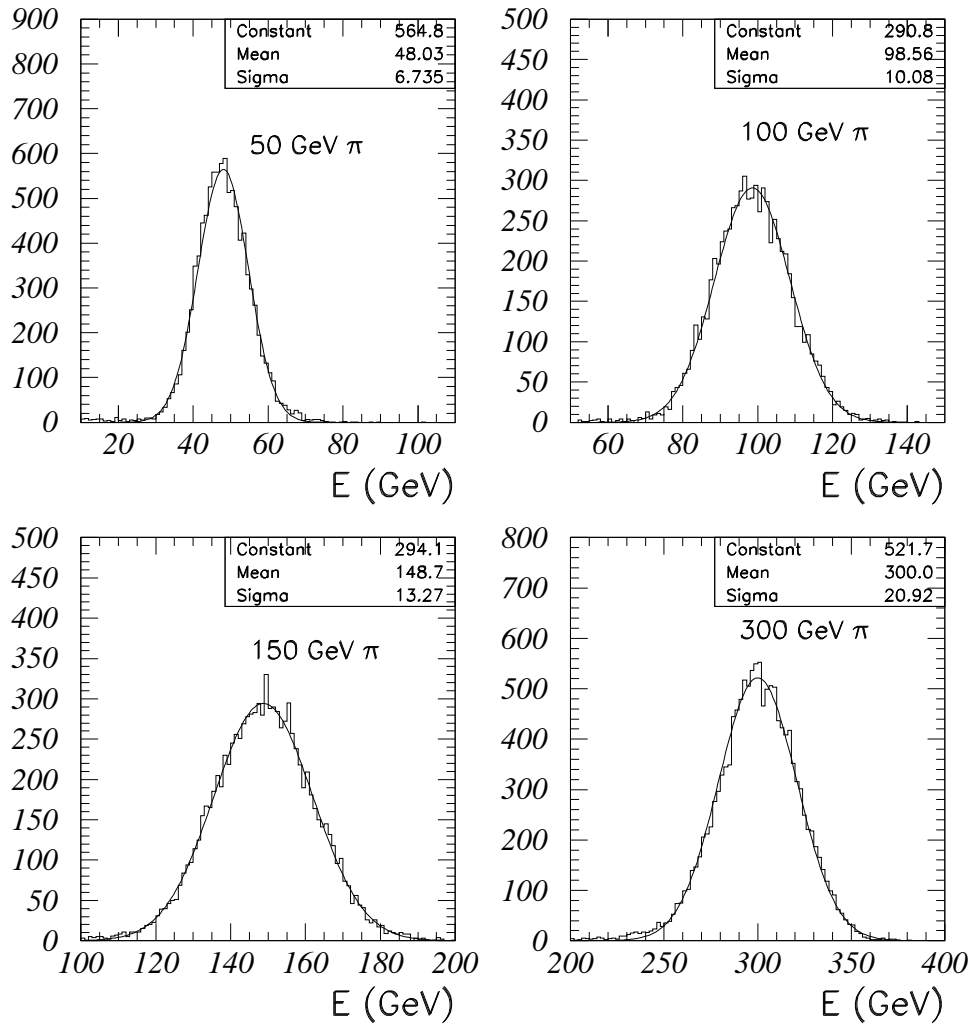 900
800
700
600
500
400
300
200
100
0
20 40 60 80 100
E (GeV)
Constant 564.8
Mean 48.03
Sigma 6.735
50 GeV π
500
450
400
350
300
250
200
150
100
50
0
60 80 100 120 140
E (GeV)
Constant 290.8
Mean 98.56
Sigma 10.08
100 GeV π
500
450
400
350
300
250
200
150
100
50
0
100 120 140 160 180 200
E (GeV)
Constant 294.1
Mean 148.7
Sigma 13.27
150 GeV π
800
700
600
500
400
300
200
100
0
200 250 300 350 400
E (GeV)
Constant 521.7
Mean 300.0
Sigma 20.92
300 GeV π